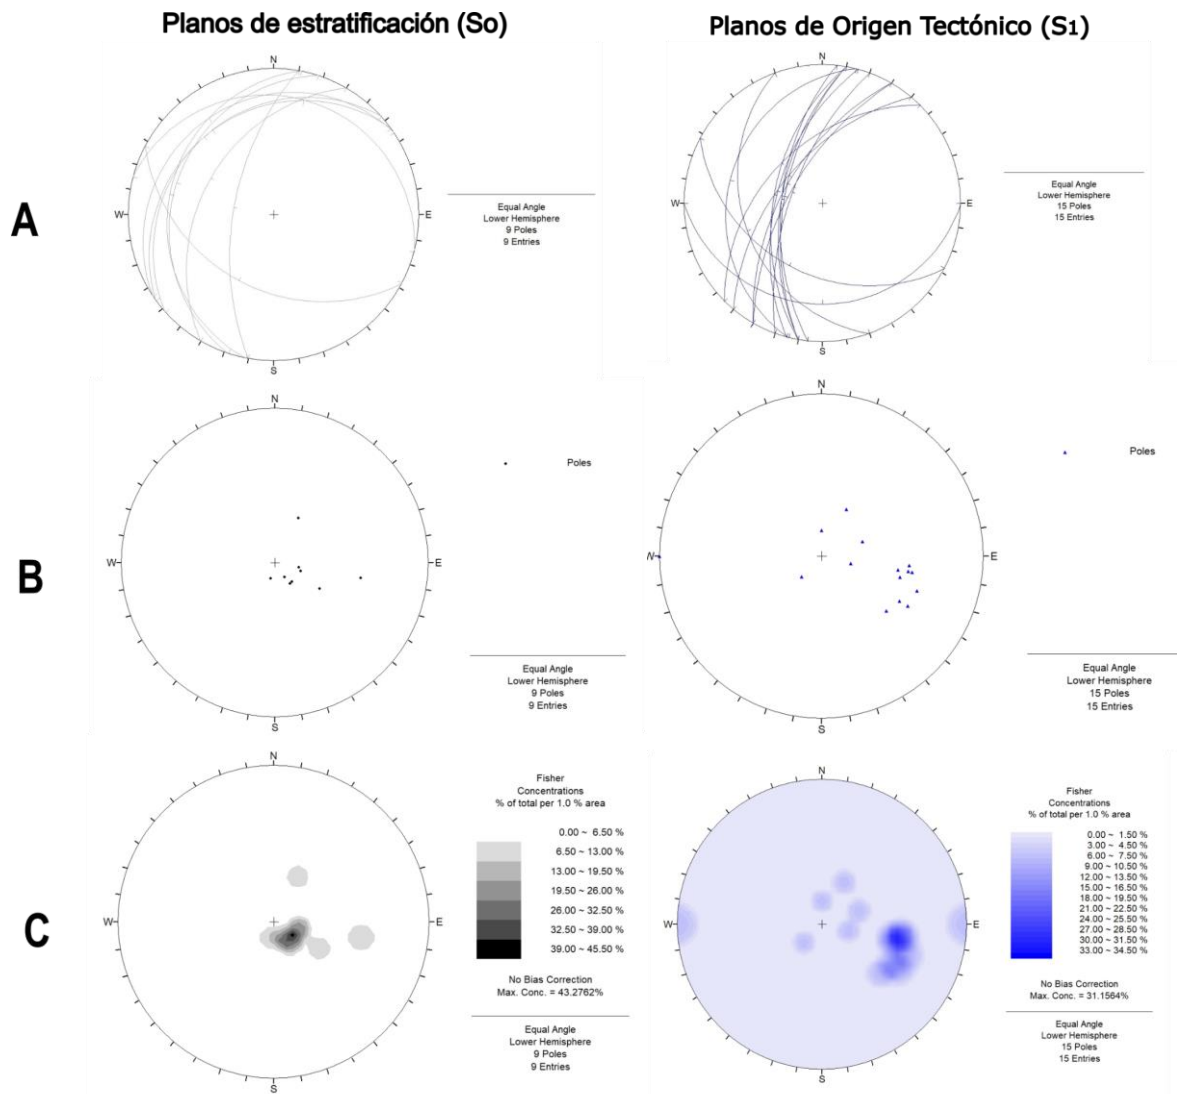 Planos de estratificación (So)
Planos de Origen Tectónico (S1)
A
N
W
E
S
Equal Angle
Lower Hemisphere
9 Poles
9 Entries
N
W
E
S
Equal Angle
Lower Hemisphere
15 Poles
15 Entries
B
N
W
E
S
Poles
Equal Angle
Lower Hemisphere
9 Poles
9 Entries
N
W
E
S
Poles
Equal Angle
Lower Hemisphere
15 Poles
15 Entries
C
N
W
E
S
Fisher
Concentrations
% of total per 1.0 % area
0.00 ~ 6.50 %
6.50 ~ 13.00 %
13.00 ~ 19.50 %
19.50 ~ 26.00 %
26.00 ~ 32.50 %
32.50 ~ 39.00 %
39.00 ~ 45.50 %
No Bias Correction
Max. Conc. = 43.2762%
Equal Angle
Lower Hemisphere
9 Poles
9 Entries
N
W
E
S
Fisher
Concentrations
% of total per 1.0 % area
0.00 ~ 1.50 %
3.00 ~ 4.50 %
6.00 ~ 7.50 %
9.00 ~ 10.50 %
12.00 ~ 13.50 %
15.00 ~ 16.50 %
18.00 ~ 19.50 %
21.00 ~ 22.50 %
24.00 ~ 25.50 %
27.00 ~ 28.50 %
30.00 ~ 31.50 %
33.00 ~ 34.50 %
No Bias Correction
Max. Conc. = 31.1564%
Equal Angle
Lower Hemisphere
15 Poles
15 Entries